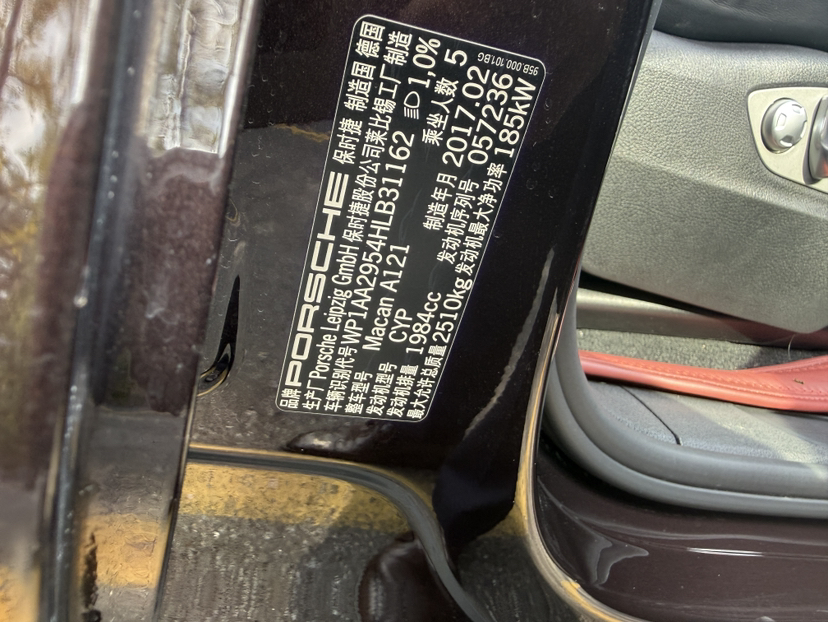 品牌 PORSCHE 保时捷 制造国 德国
生产厂 Porsche Leipzig GmbH 保时捷股份公司莱比锡工厂制造
车辆识别代号 WP1AA2954HLB31162 1,0%
整车型号 Macan A121 乘坐人数 5
发动机型号 CYP 制造年月 2017.02
发动机排量 1984cc 发动机序列号 057236
最大允许总质量 2510kg 发动机最大净功率 185kW
95B.000.101.BG